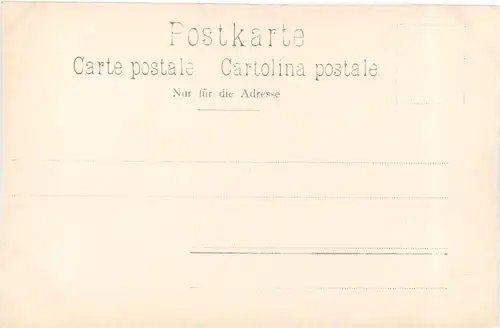 Postkarte
Carte postale Cartolina postale
Nur für die Adresse